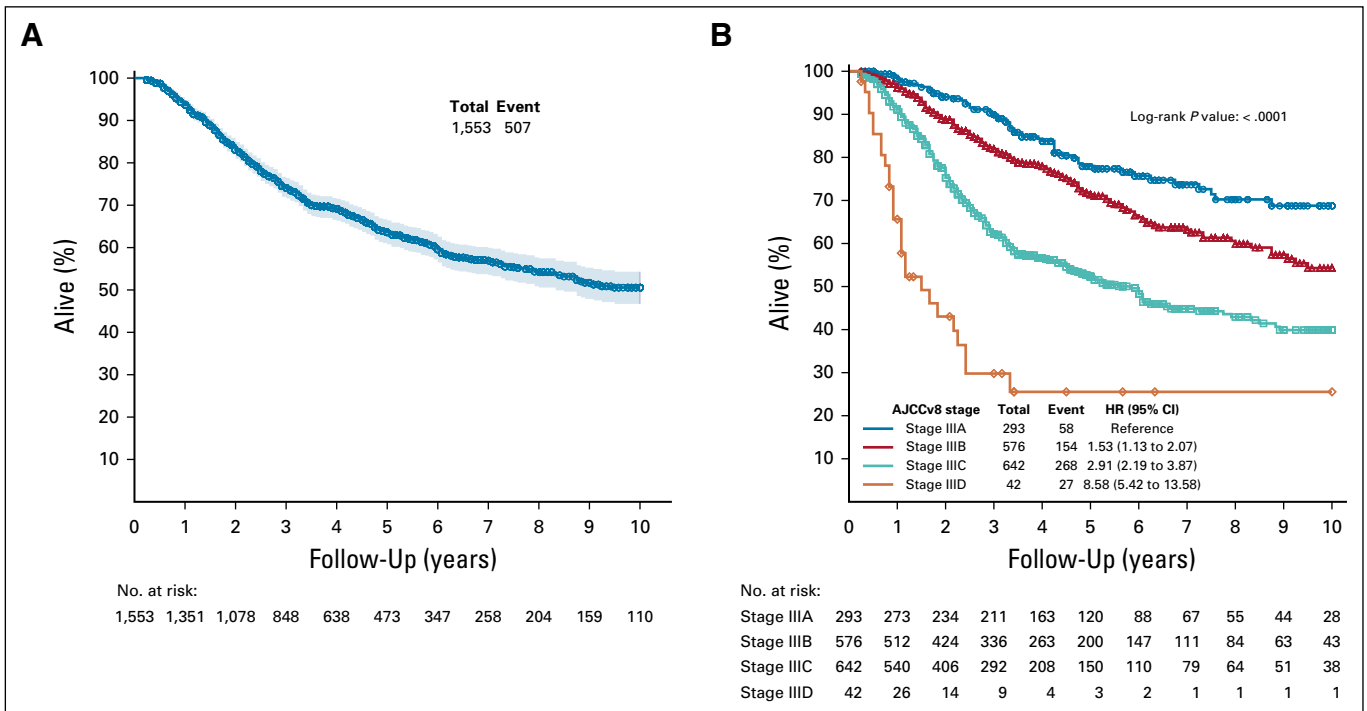 A
100
90
80
70
60
50
40
30
20
10
Alive (%)
Total Event
1,553 507
0 1 2 3 4 5 6 7 8 9 10
Follow-Up (years)
No. at risk:
1,553 1,351 1,078 848 638 473 347 258 204 159 110
B
100
90
80
70
60
50
40
30
20
10
Alive (%)
Log-rank P value: < .0001
AJCCv8 stage Total Event HR (95% CI)
Stage IIIA 293 58 Reference
Stage IIIB 576 154 1.53 (1.13 to 2.07)
Stage IIIC 642 268 2.91 (2.19 to 3.87)
Stage IIID 42 27 8.58 (5.42 to 13.58)
0 1 2 3 4 5 6 7 8 9 10
Follow-Up (years)
No. at risk:
Stage IIIA 293 273 234 211 163 120 88 67 55 44 28
Stage IIIB 576 512 424 336 263 200 147 111 84 63 43
Stage IIIC 642 540 406 292 208 150 110 79 64 51 38
Stage IIID 42 26 14 9 4 3 2 1 1 1 1